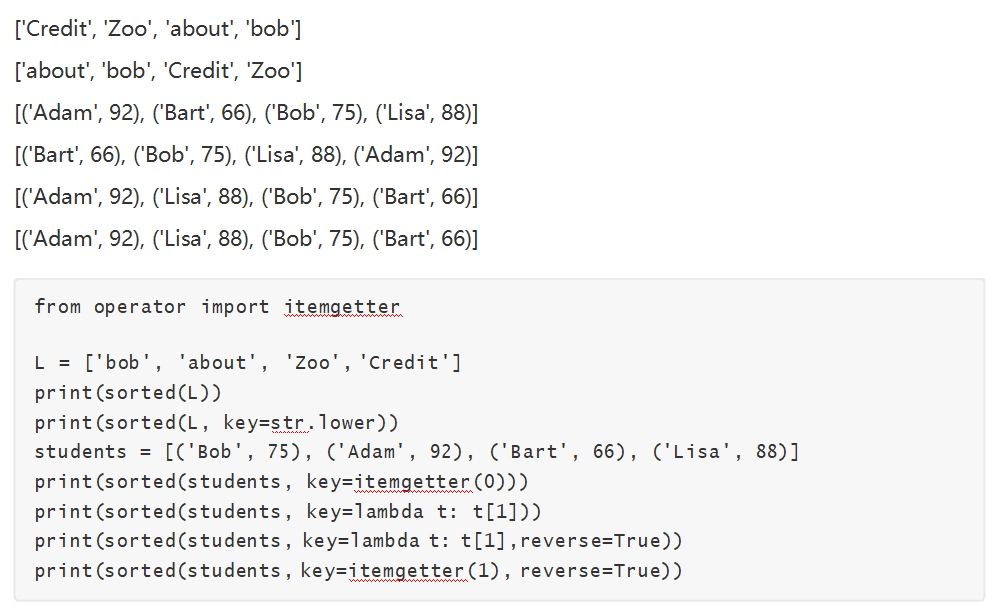 ['Credit', 'Zoo', 'about', 'bob']
['about', 'bob', 'Credit', 'Zoo']
[('Adam', 92), ('Bart', 66), ('Bob', 75), ('Lisa', 88)]
[('Bart', 66), ('Bob', 75), ('Lisa', 88), ('Adam', 92)]
[('Adam', 92), ('Lisa', 88), ('Bob', 75), ('Bart', 66)]
[('Adam', 92), ('Lisa', 88), ('Bob', 75), ('Bart', 66)]
from operator import itemgetter
L = ['bob', 'about', 'Zoo','Credit']
print(sorted(L))
print(sorted(L, key=str.lower))
students = [('Bob', 75), ('Adam', 92), ('Bart', 66), ('Lisa', 88)]
print(sorted(students, key=itemgetter(0)))
print(sorted(students, key=lambda t: t[1]))
print(sorted(students, key=lambda t: t[1],reverse=True))
print(sorted(students, key=itemgetter(1), reverse=True))